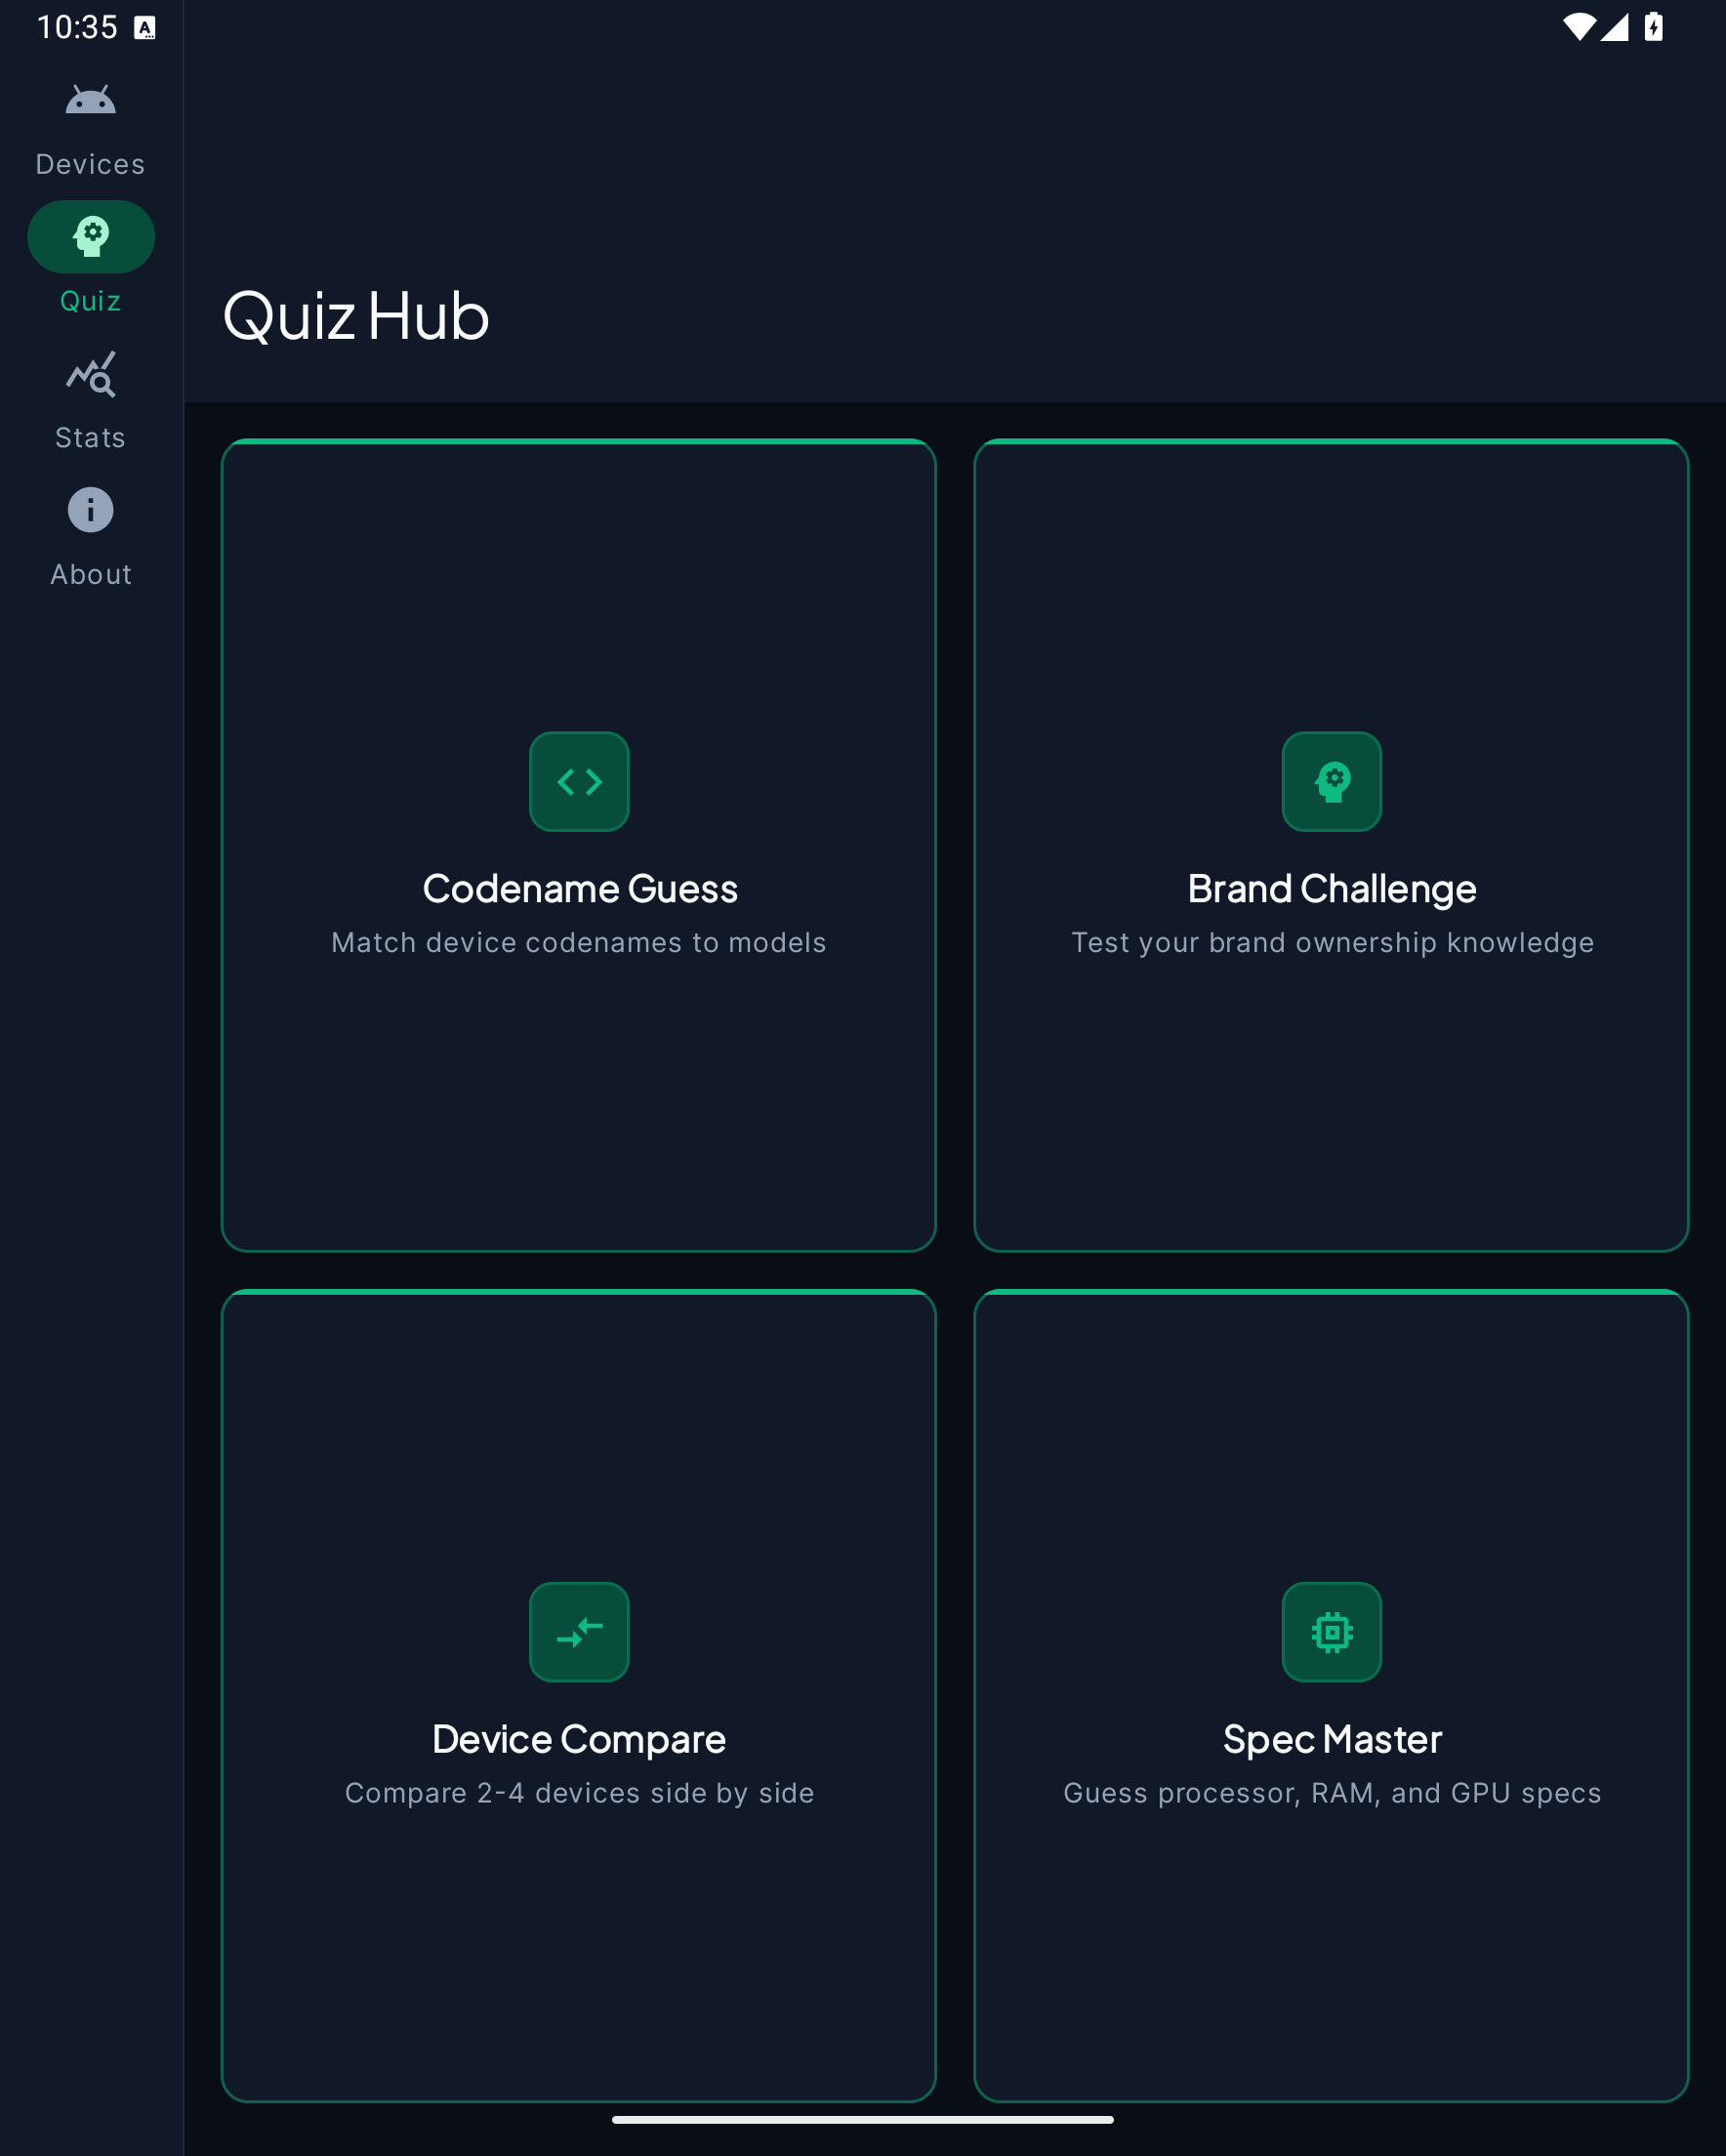 10:35
Devices
Quiz
Stats
About
Quiz Hub
Codename Guess
Match device codenames to models
Brand Challenge
Test your brand ownership knowledge
Device Compare
Compare 2-4 devices side by side
Spec Master
Guess processor, RAM, and GPU specs